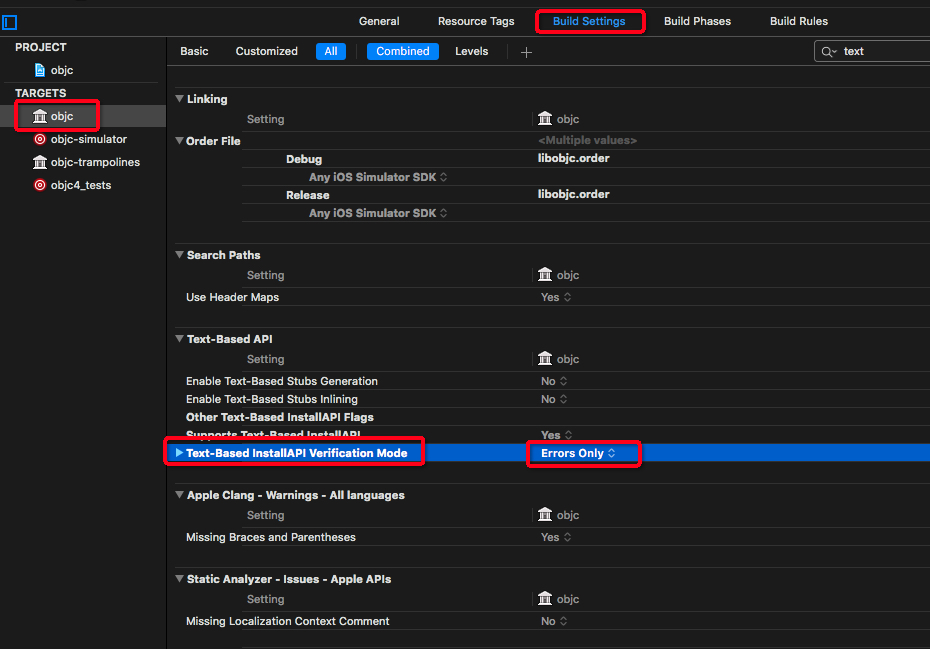 General Resource Tags Build Settings Build Phases Build Rules
PROJECT
objc
TARGETS
objc
objc-simulator
objc-trampolines
objc4_tests
Basic Customized All Combined Levels + text
Linking
Setting objc
Order File <Multiple values>
Debug libobjc.order
Any iOS Simulator SDK
Release libobjc.order
Any iOS Simulator SDK
Search Paths
Setting objc
Use Header Maps Yes
Text-Based API
Setting objc
Enable Text-Based Stubs Generation No
Enable Text-Based Stubs Inlining No
Other Text-Based InstallAPI Flags
Supports Text-Based InstallAPI Yes
Text-Based InstallAPI Verification Mode Errors Only
Apple Clang - Warnings - All languages
Setting objc
Missing Braces and Parentheses Yes
Static Analyzer - Issues - Apple APIs
Setting objc
Missing Localization Context Comment No